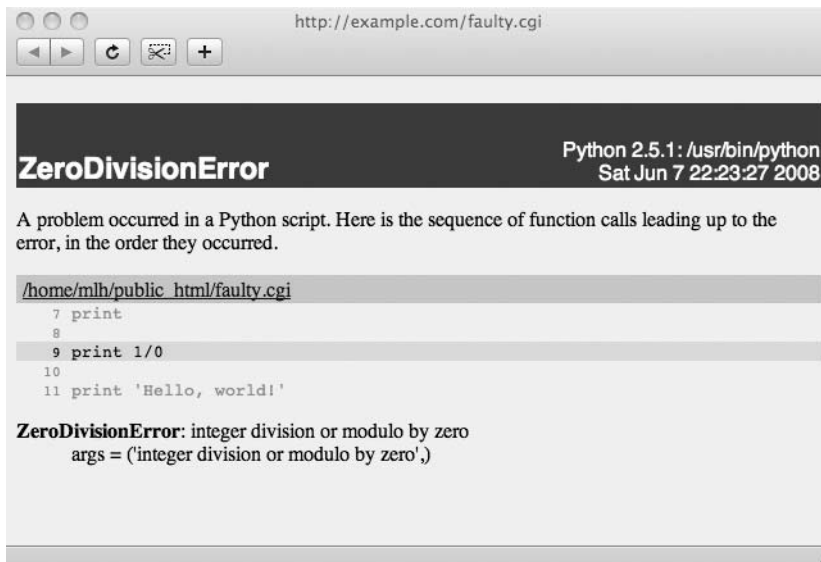 http://example.com/faulty.cgi
ZeroDivisionError
Python 2.5.1: /usr/bin/python
Sat Jun 7 22:23:27 2008
A problem occurred in a Python script. Here is the sequence of function calls leading up to the
error, in the order they occurred.
/home/mlh/public_html/faulty.cgi
7 print
8
9 print 1/0
10
11 print 'Hello, world!'
ZeroDivisionError: integer division or modulo by zero
args = ('integer division or modulo by zero',)